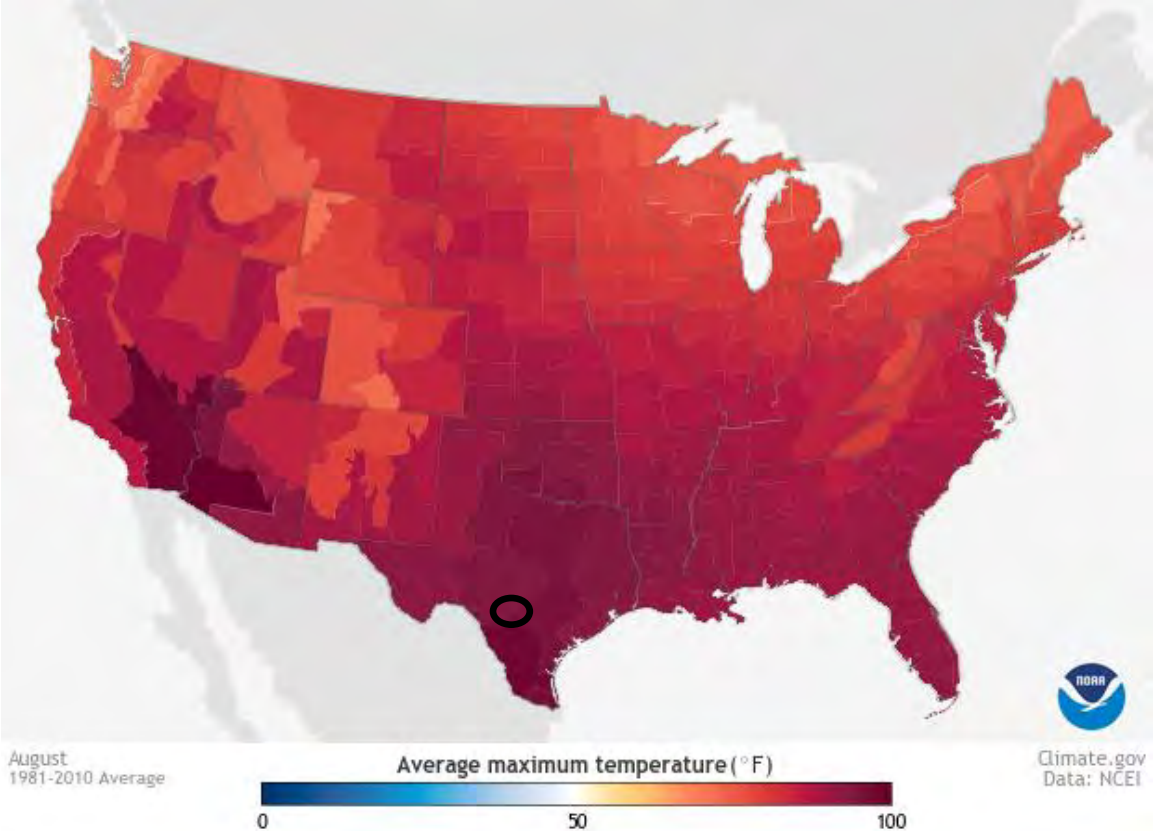 NOAA
August
1981-2010 Average
Average maximum temperature (°F)
0
50
100
Climate.gov
Data: NCEI